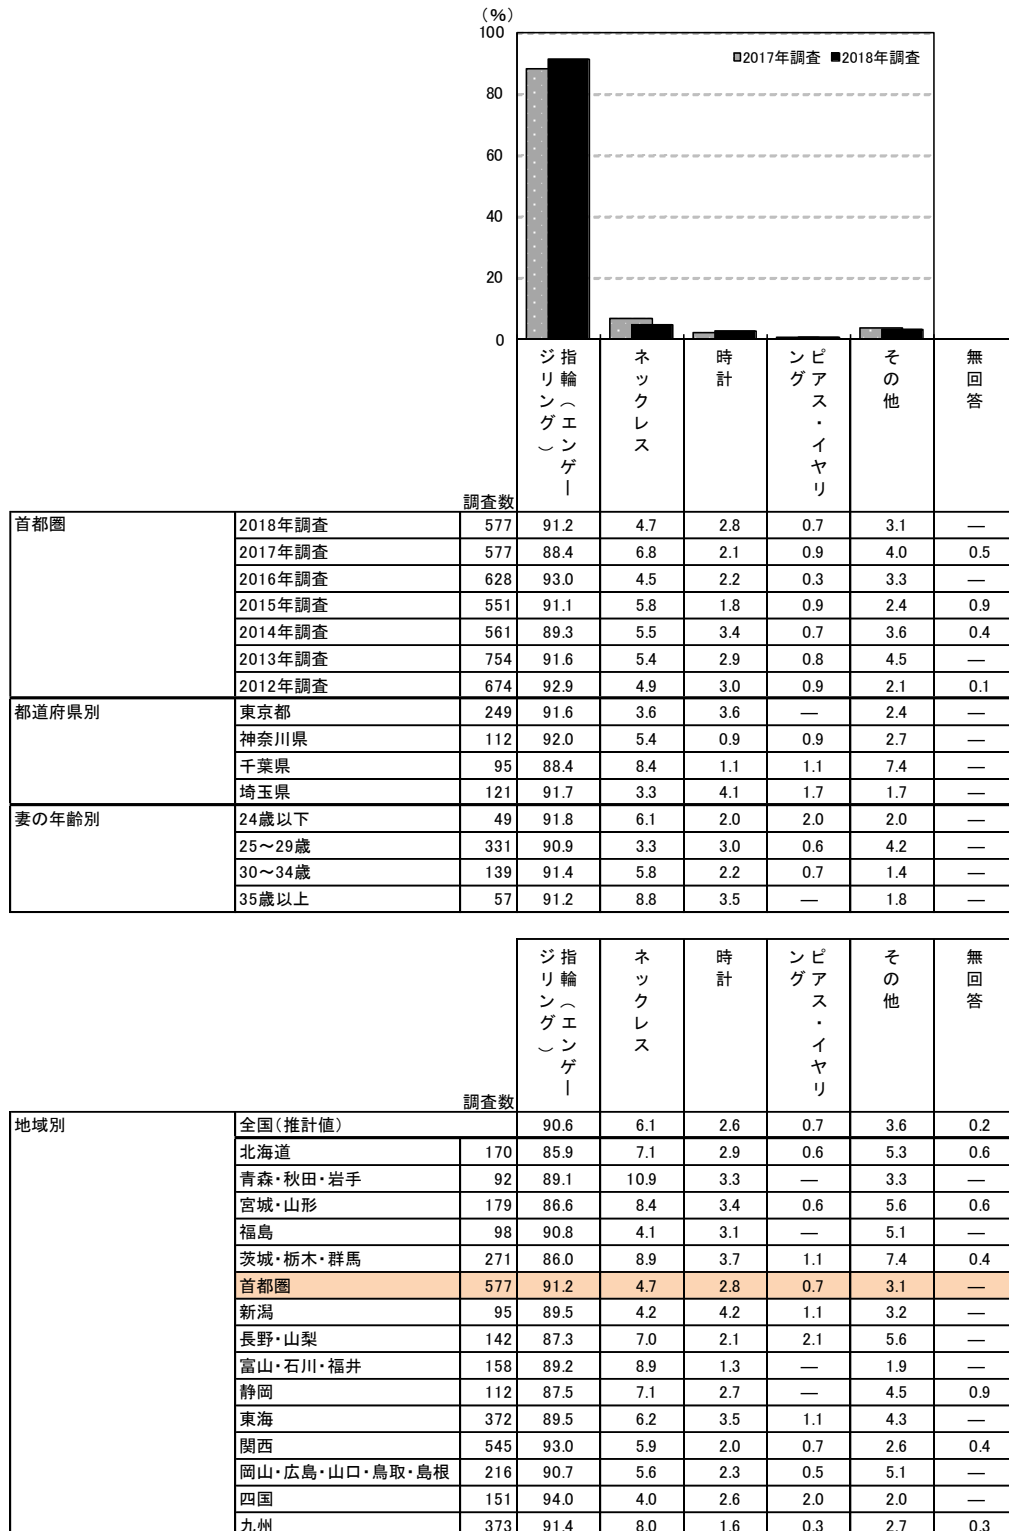 （％）
100
80
60
40
20
0
2017年調査 2018年調査
指輪（エンゲージリング）
ネックレス
時計
ピアス・イヤリング
その他
無回答
調査数
首都圏 2018年調査 577 91.2 4.7 2.8 0.7 3.1 ―
2017年調査 577 88.4 6.8 2.1 0.9 4.0 0.5
2016年調査 628 93.0 4.5 2.2 0.3 3.3 ―
2015年調査 551 91.1 5.8 1.8 0.9 2.4 0.9
2014年調査 561 89.3 5.5 3.4 0.7 3.6 0.4
2013年調査 754 91.6 5.4 2.9 0.8 4.5 ―
2012年調査 674 92.9 4.9 3.0 0.9 2.1 0.1
都道府県別 東京都 249 91.6 3.6 3.6 ― 2.4 ―
神奈川県 112 92.0 5.4 0.9 0.9 2.7 ―
千葉県 95 88.4 8.4 1.1 1.1 7.4 ―
埼玉県 121 91.7 3.3 4.1 1.7 1.7 ―
妻の年齢別 24歳以下 49 91.8 6.1 2.0 2.0 2.0 ―
25～29歳 331 90.9 3.3 3.0 0.6 4.2 ―
30～34歳 139 91.4 5.8 2.2 0.7 1.4 ―
35歳以上 57 91.2 8.8 3.5 ― 1.8 ―
指輪（エンゲージリング）
ネックレス
時計
ピアス・イヤリング
その他
無回答
調査数
地域別 全国（推計値） 90.6 6.1 2.6 0.7 3.6 0.2
北海道 170 85.9 7.1 2.9 0.6 5.3 0.6
青森・秋田・岩手 92 89.1 10.9 3.3 ― 3.3 ―
宮城・山形 179 86.6 8.4 3.4 0.6 5.6 0.6
福島 98 90.8 4.1 3.1 ― 5.1 ―
茨城・栃木・群馬 271 86.0 8.9 3.7 1.1 7.4 0.4
首都圏 577 91.2 4.7 2.8 0.7 3.1 ―
新潟 95 89.5 4.2 4.2 1.1 3.2 ―
長野・山梨 142 87.3 7.0 2.1 2.1 5.6 ―
富山・石川・福井 158 89.2 8.9 1.3 ― 1.9 ―
静岡 112 87.5 7.1 2.7 ― 4.5 0.9
東海 372 89.5 6.2 3.5 1.1 4.3 ―
関西 545 93.0 5.9 2.0 0.7 2.6 0.4
岡山・広島・山口・鳥取・島根 216 90.7 5.6 2.3 0.5 5.1 ―
四国 151 94.0 4.0 2.6 2.0 2.0 ―
九州 373 91.4 8.0 1.6 0.3 2.7 0.3